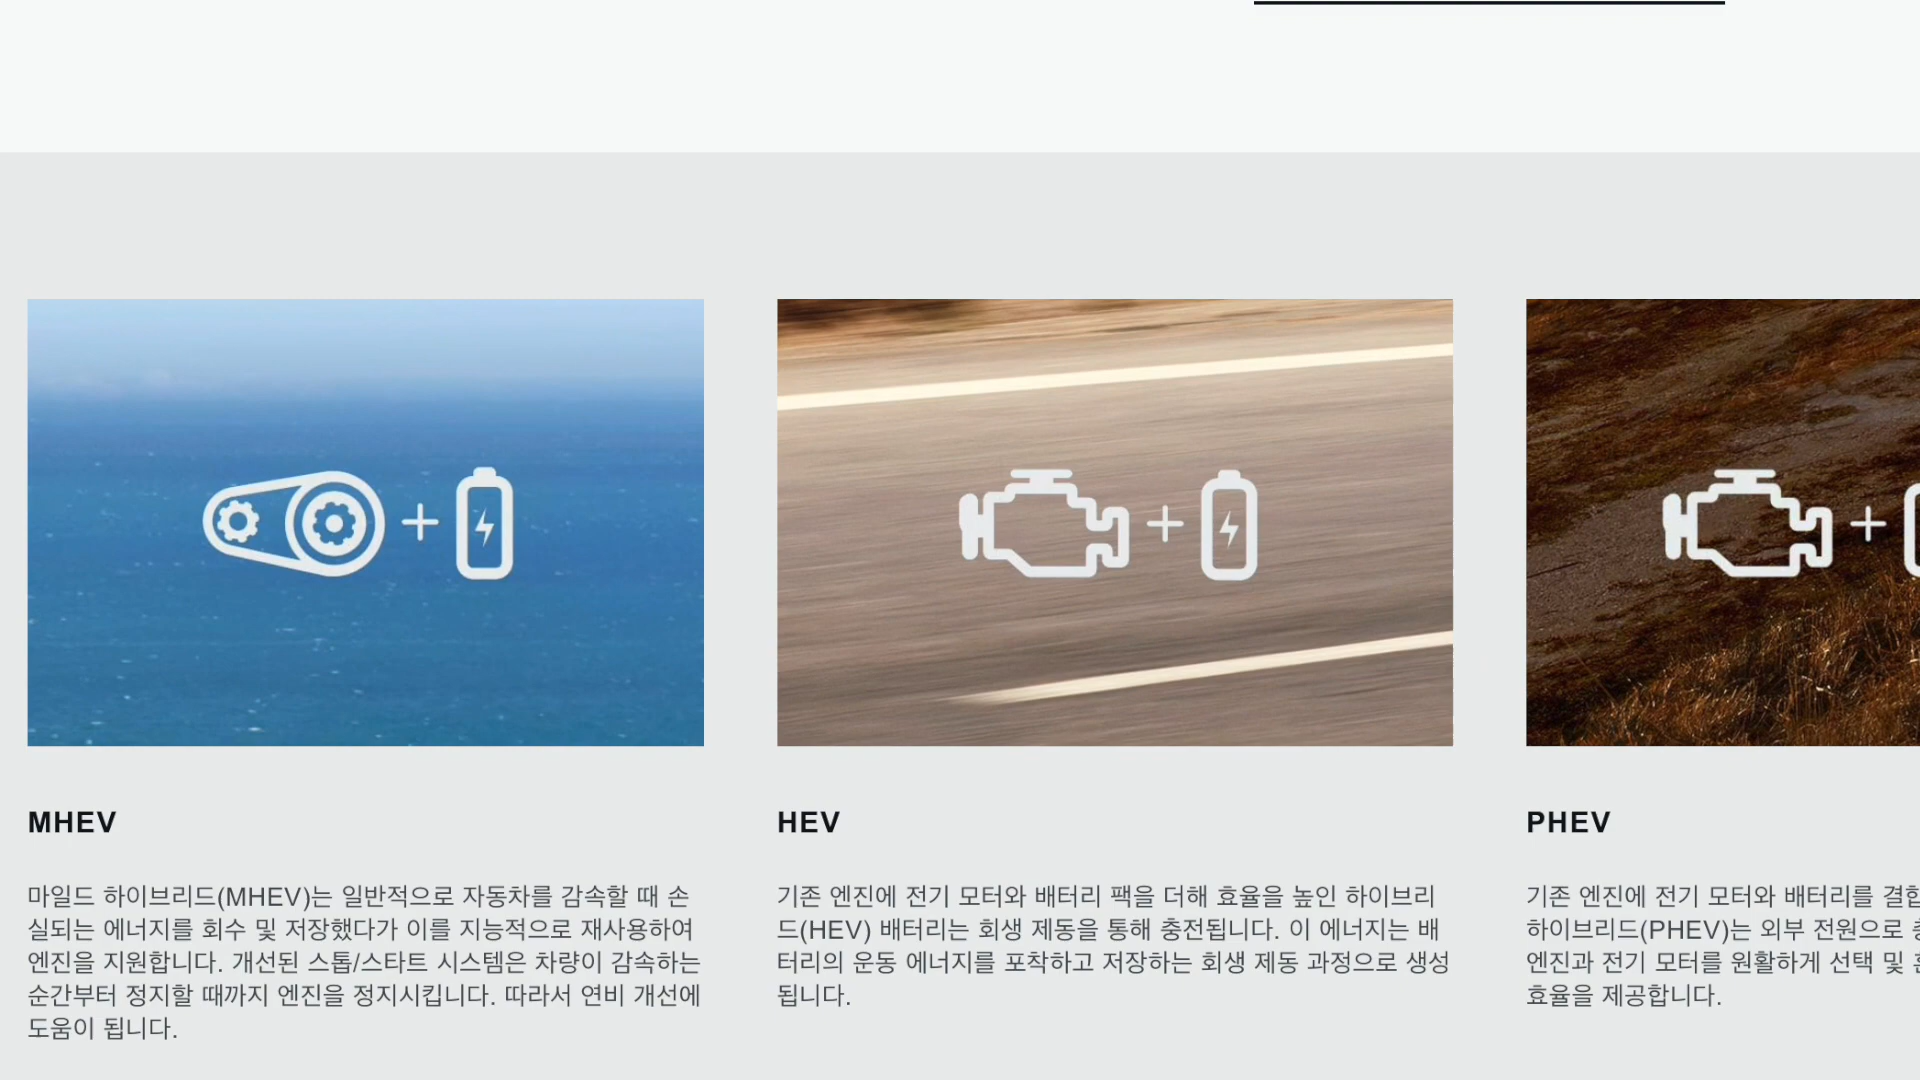 MHEV
마일드 하이브리드(MHEV)는 일반적으로 자동차를 감속할 때 손
실되는 에너지를 회수 및 저장했다가 이를 지능적으로 재사용하여
엔진을 지원합니다. 개선된 스톱/스타트 시스템은 차량이 감속하는
순간부터 정지할 때까지 엔진을 정지시킵니다. 따라서 연비 개선에
도움이 됩니다.
HEV
기존 엔진에 전기 모터와 배터리 팩을 더해 효율을 높인 하이브리
드(HEV) 배터리는 회생 제동을 통해 충전됩니다. 이 에너지는 배
터리의 운동 에너지를 포착하고 저장하는 회생 제동 과정으로 생성
됩니다.
PHEV
기존 엔진에 전기 모터와 배터리를
하이브리드(PHEV)는 외부 전원으로
엔진과 전기 모터를 원활하게 선택 및
효율을 제공합니다.